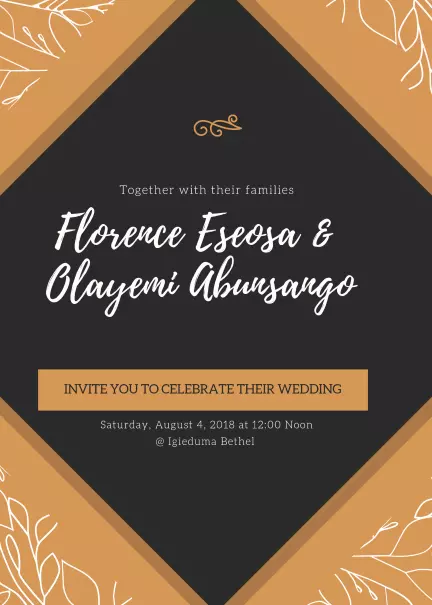 Together with their families
Florence Eseosa &
Olayemi Abunsango
INVITE YOU TO CELEBRATE THEIR WEDDING
Saturday, August 4, 2018 at 12:00 Noon
@ Igieduma Bethel